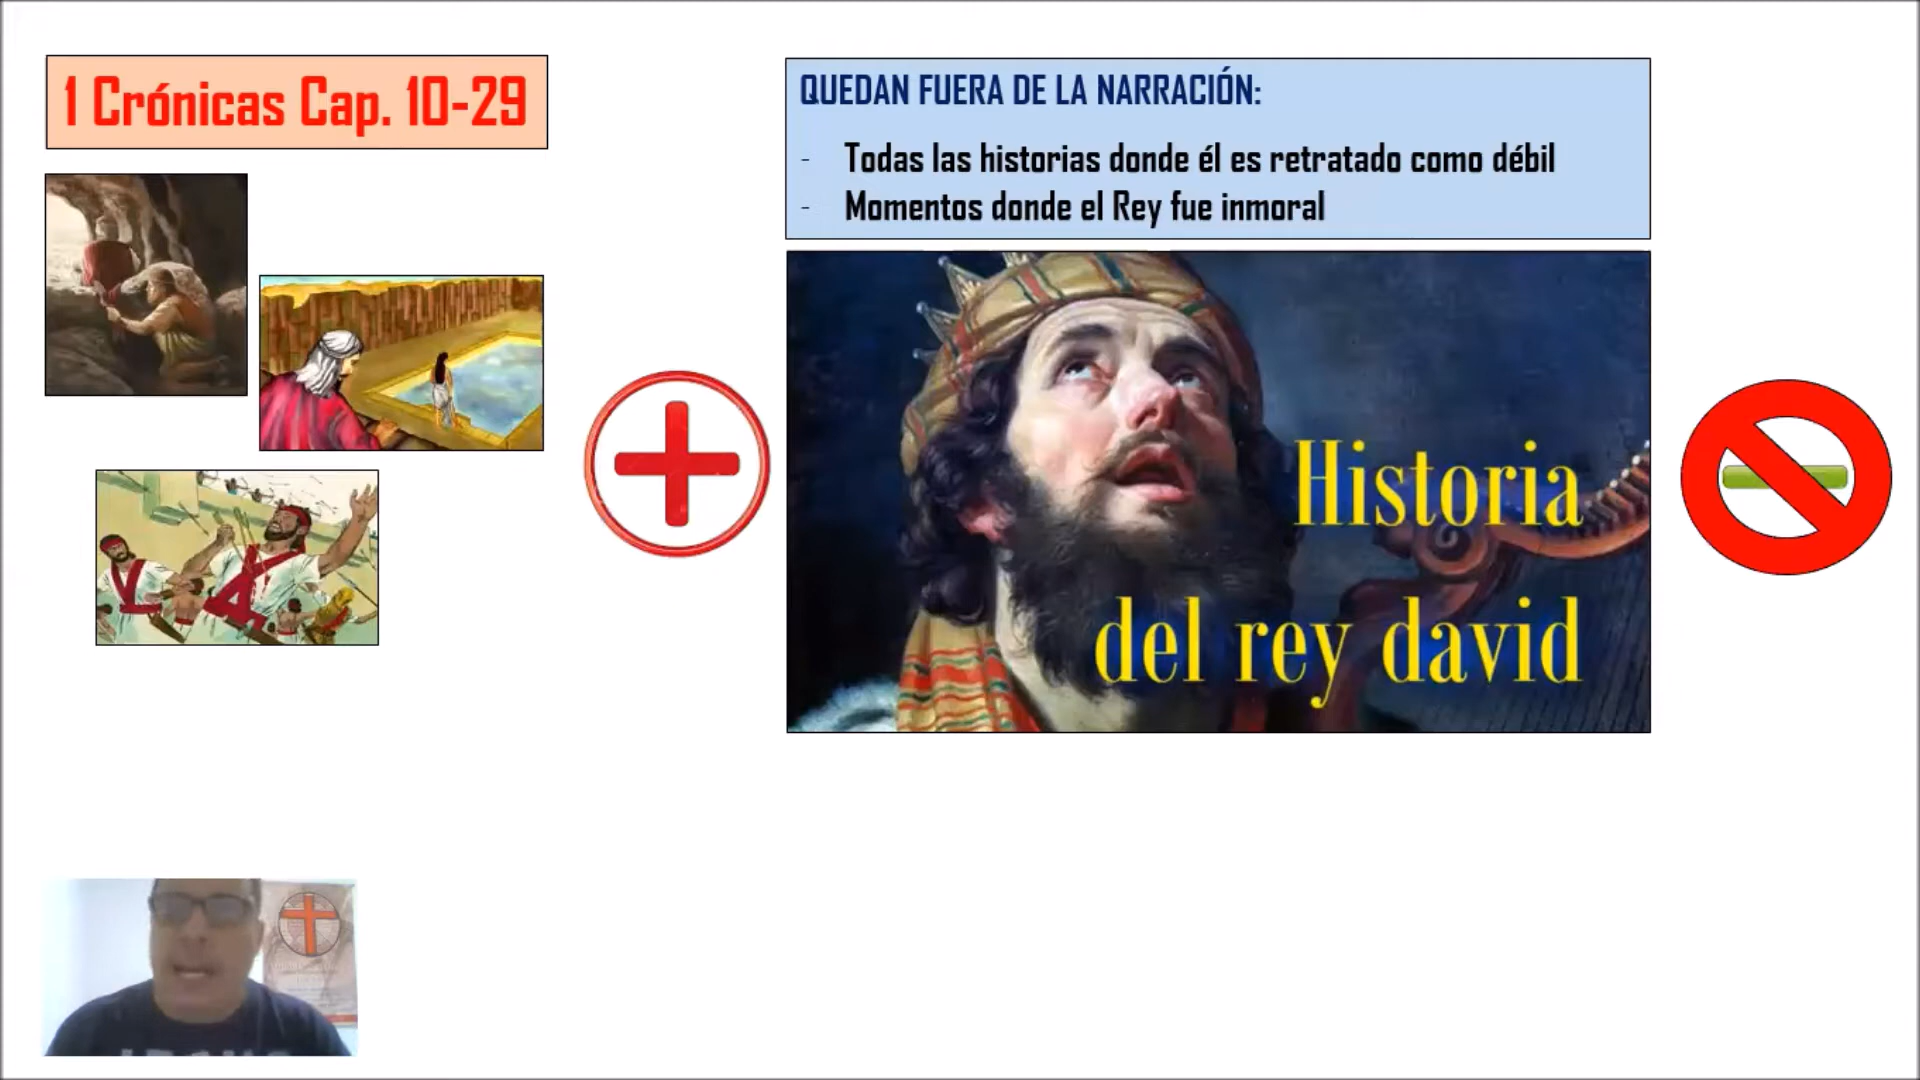 1 Crónicas Cap. 10-29
QUEDAN FUERA DE LA NARRACIÓN:
- Todas las historias donde él es retratado como débil
- Momentos donde el Rey fue inmoral
Historia
del rey david